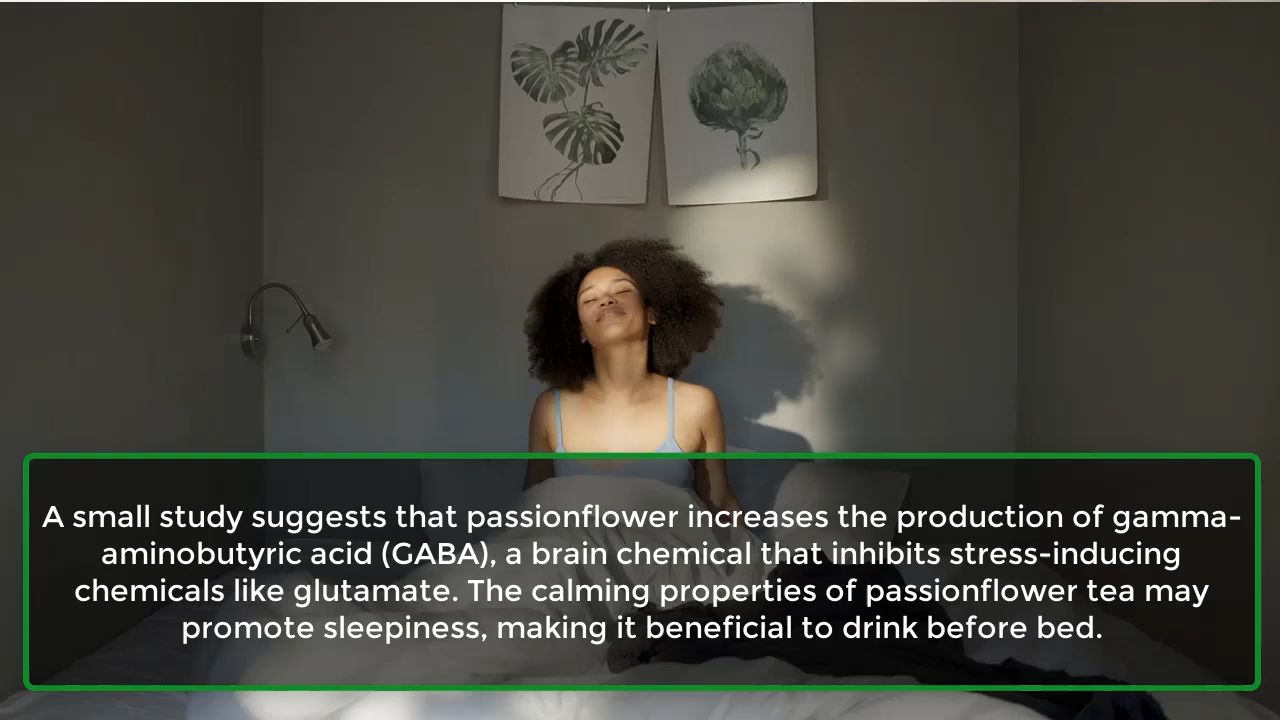 A small study suggests that passionflower increases the production of gamma-
aminobutyric acid (GABA), a brain chemical that inhibits stress-inducing
chemicals like glutamate. The calming properties of passionflower tea may
promote sleepiness, making it beneficial to drink before bed.